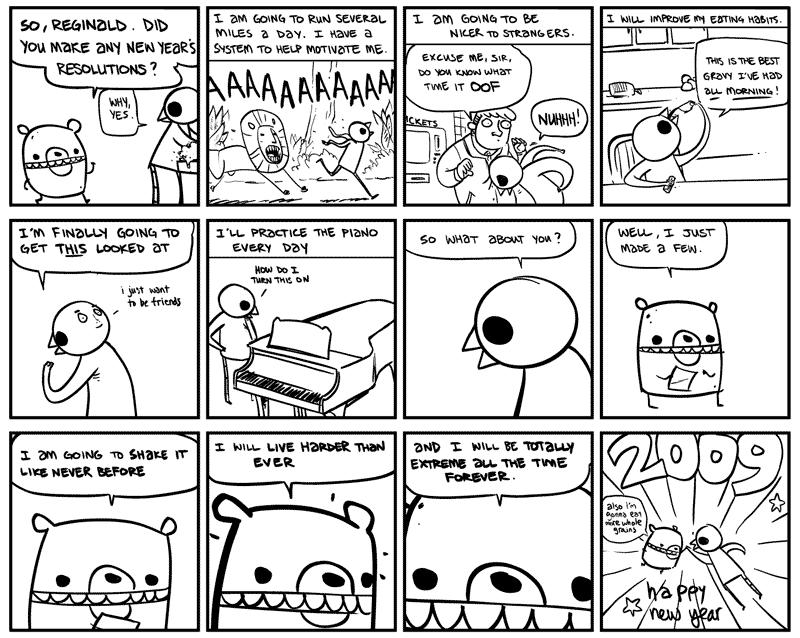 SO, REGINALD. DID
YOU MAKE ANY NEW YEAR'S
RESOLUTIONS?
WHY,
YES.
I AM GOING TO RUN SEVERAL
MILES A DAY. I HAVE A
SYSTEM TO HELP MOTIVATE ME.
AAAAAAAAAAAA
I AM GOING TO BE
NICER TO STRANGERS.
EXCUSE ME, SIR,
DO YOU KNOW WHAT
TIME IT OOF
NUHHH!
ICKETS
I WILL IMPROVE MY EATING HABITS.
THIS IS THE BEST
GRAVY I'VE HAD
ALL MORNING!
I'M FINALLY GOING TO
GET THIS LOOKED AT
i just want
to be friends
I'LL PRACTICE THE PIANO
EVERY DAY
HOW DO I
TURN THIS ON
SO WHAT ABOUT YOU?
WELL, I JUST
MADE A FEW.
I AM GOING TO SHAKE IT
LIKE NEVER BEFORE
I WILL LIVE HARDER THAN
EVER
AND I WILL BE TOTALLY
EXTREME ALL THE TIME
FOREVER.
2009
also i'm
gonna eat
more whole
grains
happy
new year